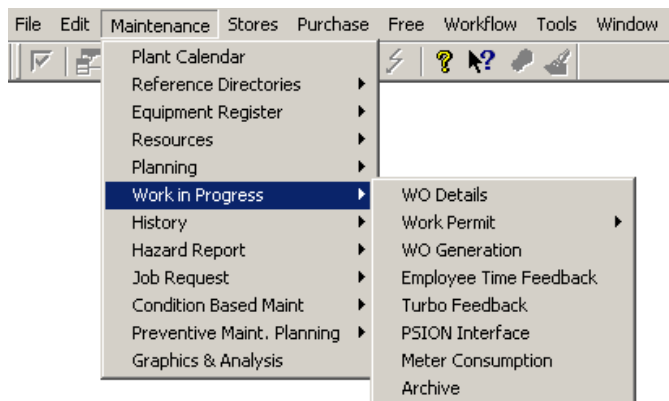 File Edit Maintenance Stores Purchase Free Workflow Tools Window
Plant Calendar
Reference Directories
Equipment Register
Resources
Planning
Work in Progress
History
Hazard Report
Job Request
Condition Based Maint
Preventive Maint. Planning
Graphics & Analysis
WO Details
Work Permit
WO Generation
Employee Time Feedback
Turbo Feedback
PSION Interface
Meter Consumption
Archive